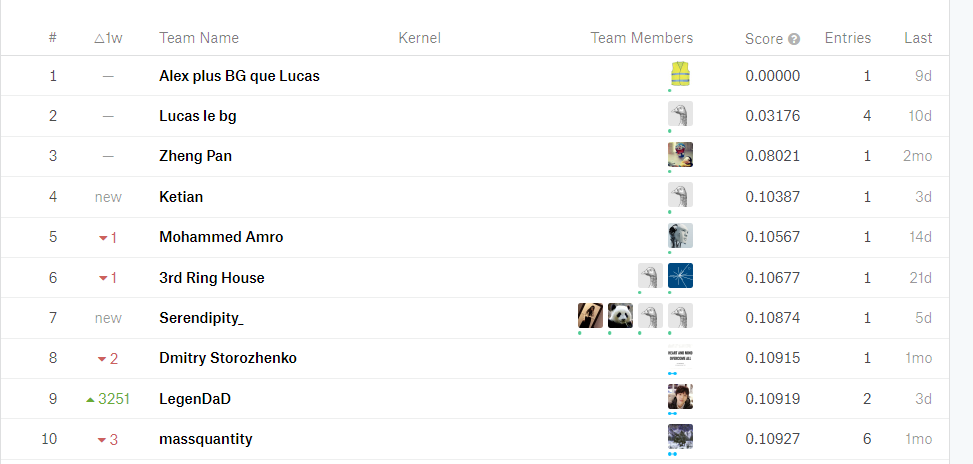 # △1w Team Name Kernel Team Members Score ? Entries Last
1 — Alex plus BG que Lucas 0.00000 1 9d
2 — Lucas le bg 0.03176 4 10d
3 — Zheng Pan 0.08021 1 2mo
4 new Ketian 0.10387 1 3d
5 1 Mohammed Amro 0.10567 1 14d
6 1 3rd Ring House 0.10677 1 21d
7 new Serendipity_ 0.10874 1 5d
8 2 Dmitry Storozhenko 0.10915 1 1mo
9 3251 LegenDaD 0.10919 2 3d
10 3 massquantity 0.10927 6 1mo